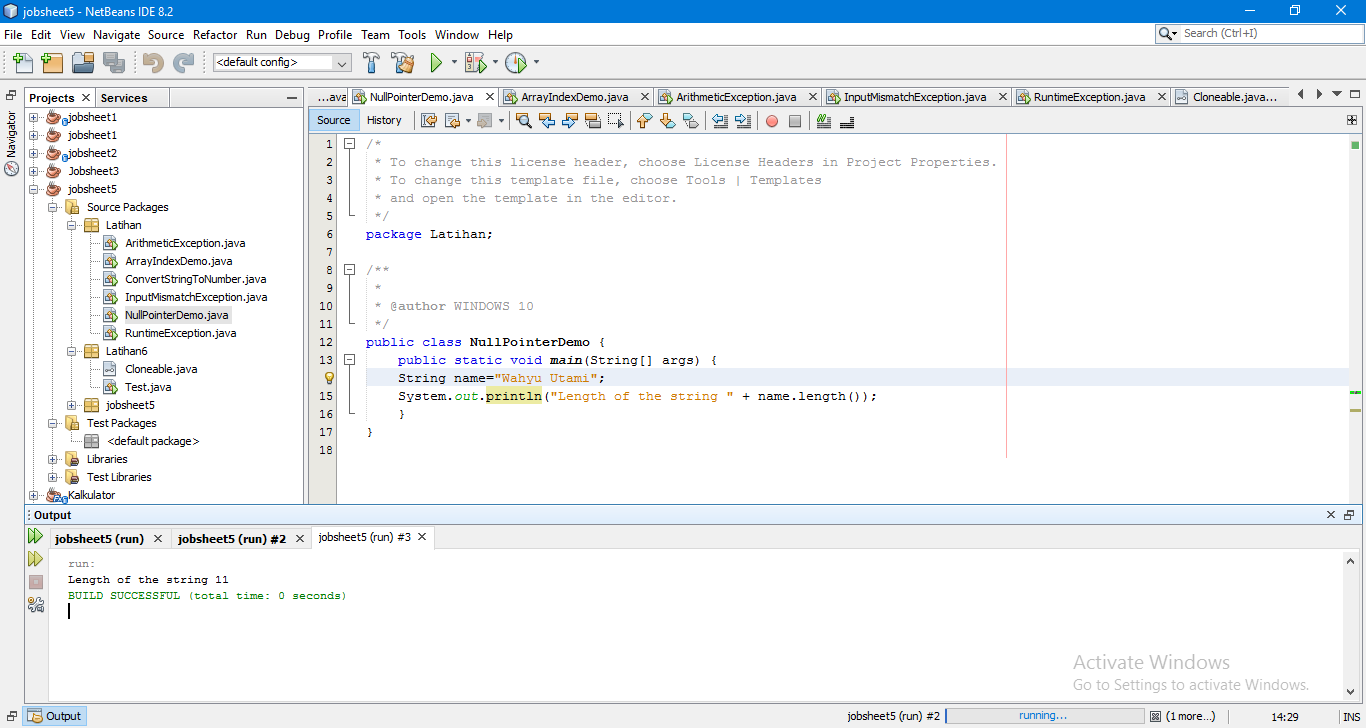 jobsheet5 - NetBeans IDE 8.2
File Edit View Navigate Source Refactor Run Debug Profile Team Tools Window Help
Search (Ctrl+I)
<default config>
Projects Services
Navigator
jobsheet1
jobsheet1
jobsheet2
Jobsheet3
jobsheet5
Source Packages
Latihan
ArithmeticException.java
ArrayIndexDemo.java
ConvertStringToNumber.java
InputMismatchException.java
NullPointerDemo.java
RuntimeException.java
Latihan6
Cloneable.java
Test.java
jobsheet5
Test Packages
<default package>
Libraries
Test Libraries
Kalkulator
...ava NullPointerDemo.java ArrayIndexDemo.java ArithmeticException.java InputMismatchException.java RuntimeException.java Cloneable.java...
Source History
1 /*
2 * To change this license header, choose License Headers in Project Properties.
3 * To change this template file, choose Tools | Templates
4 * and open the template in the editor.
5 */
6 package Latihan;
7
8 /**
9 *
10 * @author WINDOWS 10
11 */
12 public class NullPointerDemo {
13 public static void main(String[] args) {
String name="Wahyu Utami";
15 System.out.println("Length of the string " + name.length());
16 }
17 }
18
Output
jobsheet5 (run) jobsheet5 (run) #2 jobsheet5 (run) #3
run:
Length of the string 11
BUILD SUCCESSFUL (total time: 0 seconds)
Activate Windows
Go to Settings to activate Windows.
Output
jobsheet5 (run) #2 running... (1 more...) 14:29 INS